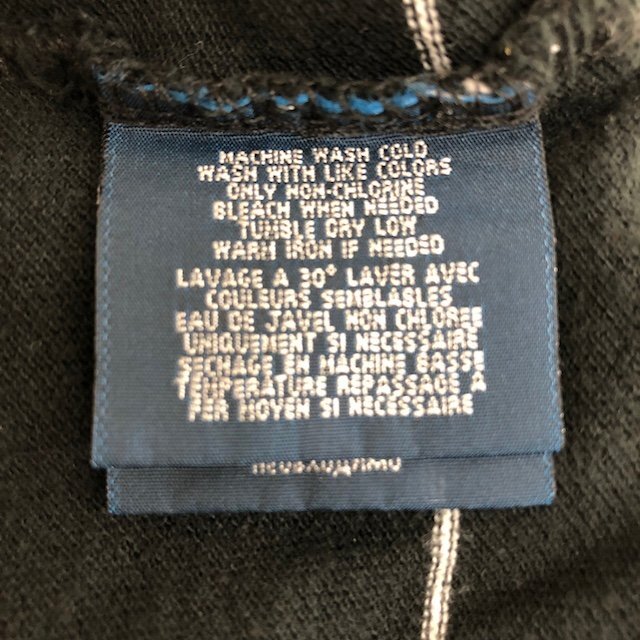 MACHINE WASH COLD
WASH WITH LIKE COLORS
ONLY NON-CHLORINE
BLEACH WHEN NEEDED
TUMBLE DRY LOW
WARM IRON IF NEEDED
LAVAGE A 30° LAVER AVEC
COULEURS SEMBLABLES
EAU DE JAVEL NON CHLORE
UNIQUEMENT SI NECESSAIRE
SECHAGE EN MACHINE BASSE
TEMPERATURE REPASSAGE A
FER MOYEN SI NECESSAIRE